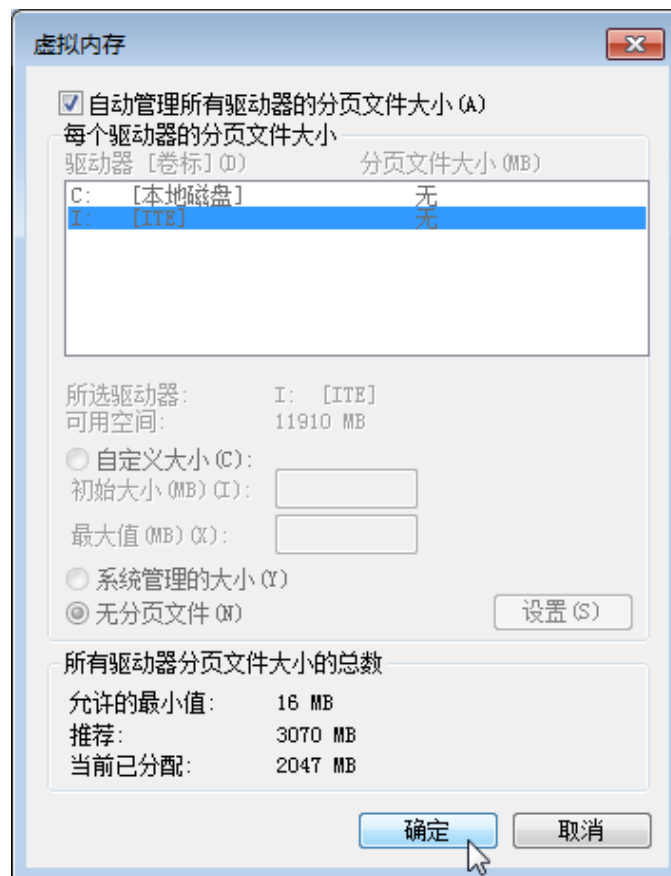 虚拟内存
自动管理所有驱动器的分页文件大小(A)
每个驱动器的分页文件大小
驱动器 [卷标](D) 分页文件大小(MB)
C: [本地磁盘] 无
I: [ITE] 无
所选驱动器: I: [ITE]
可用空间: 11910 MB
自定义大小(C):
初始大小(MB)(I):
最大值(MB)(X):
系统管理的大小(Y)
无分页文件(N) 设置(S)
所有驱动器分页文件大小的总数
允许的最小值: 16 MB
推荐: 3070 MB
当前已分配: 2047 MB
确定 取消